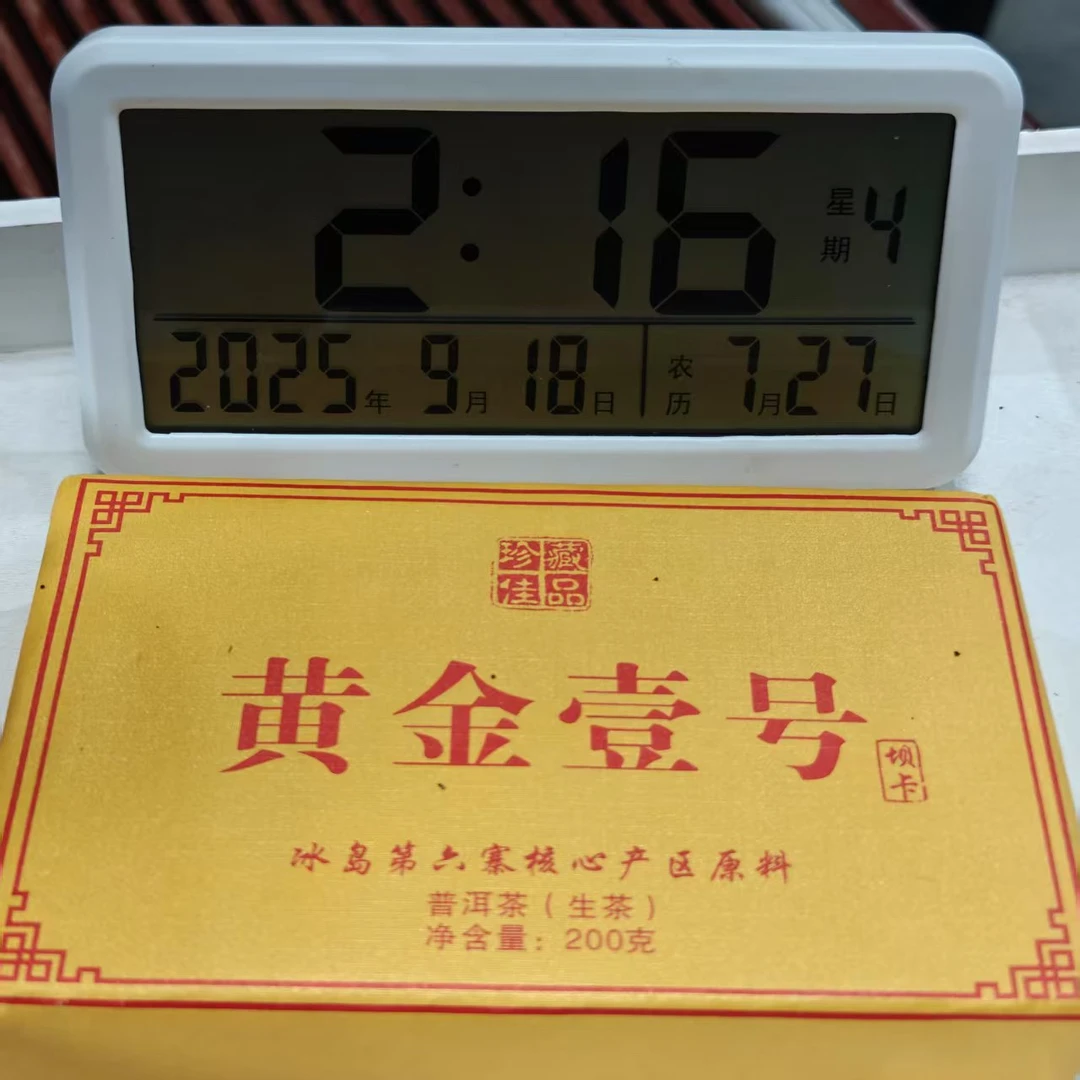 2:16 星期4
2025年 9月 18日 农历 7月27日
珍藏
佳品
黄金壹号
坝卡
冰岛第六寨核心产区原料
普洱茶（生茶）
净含量：200克